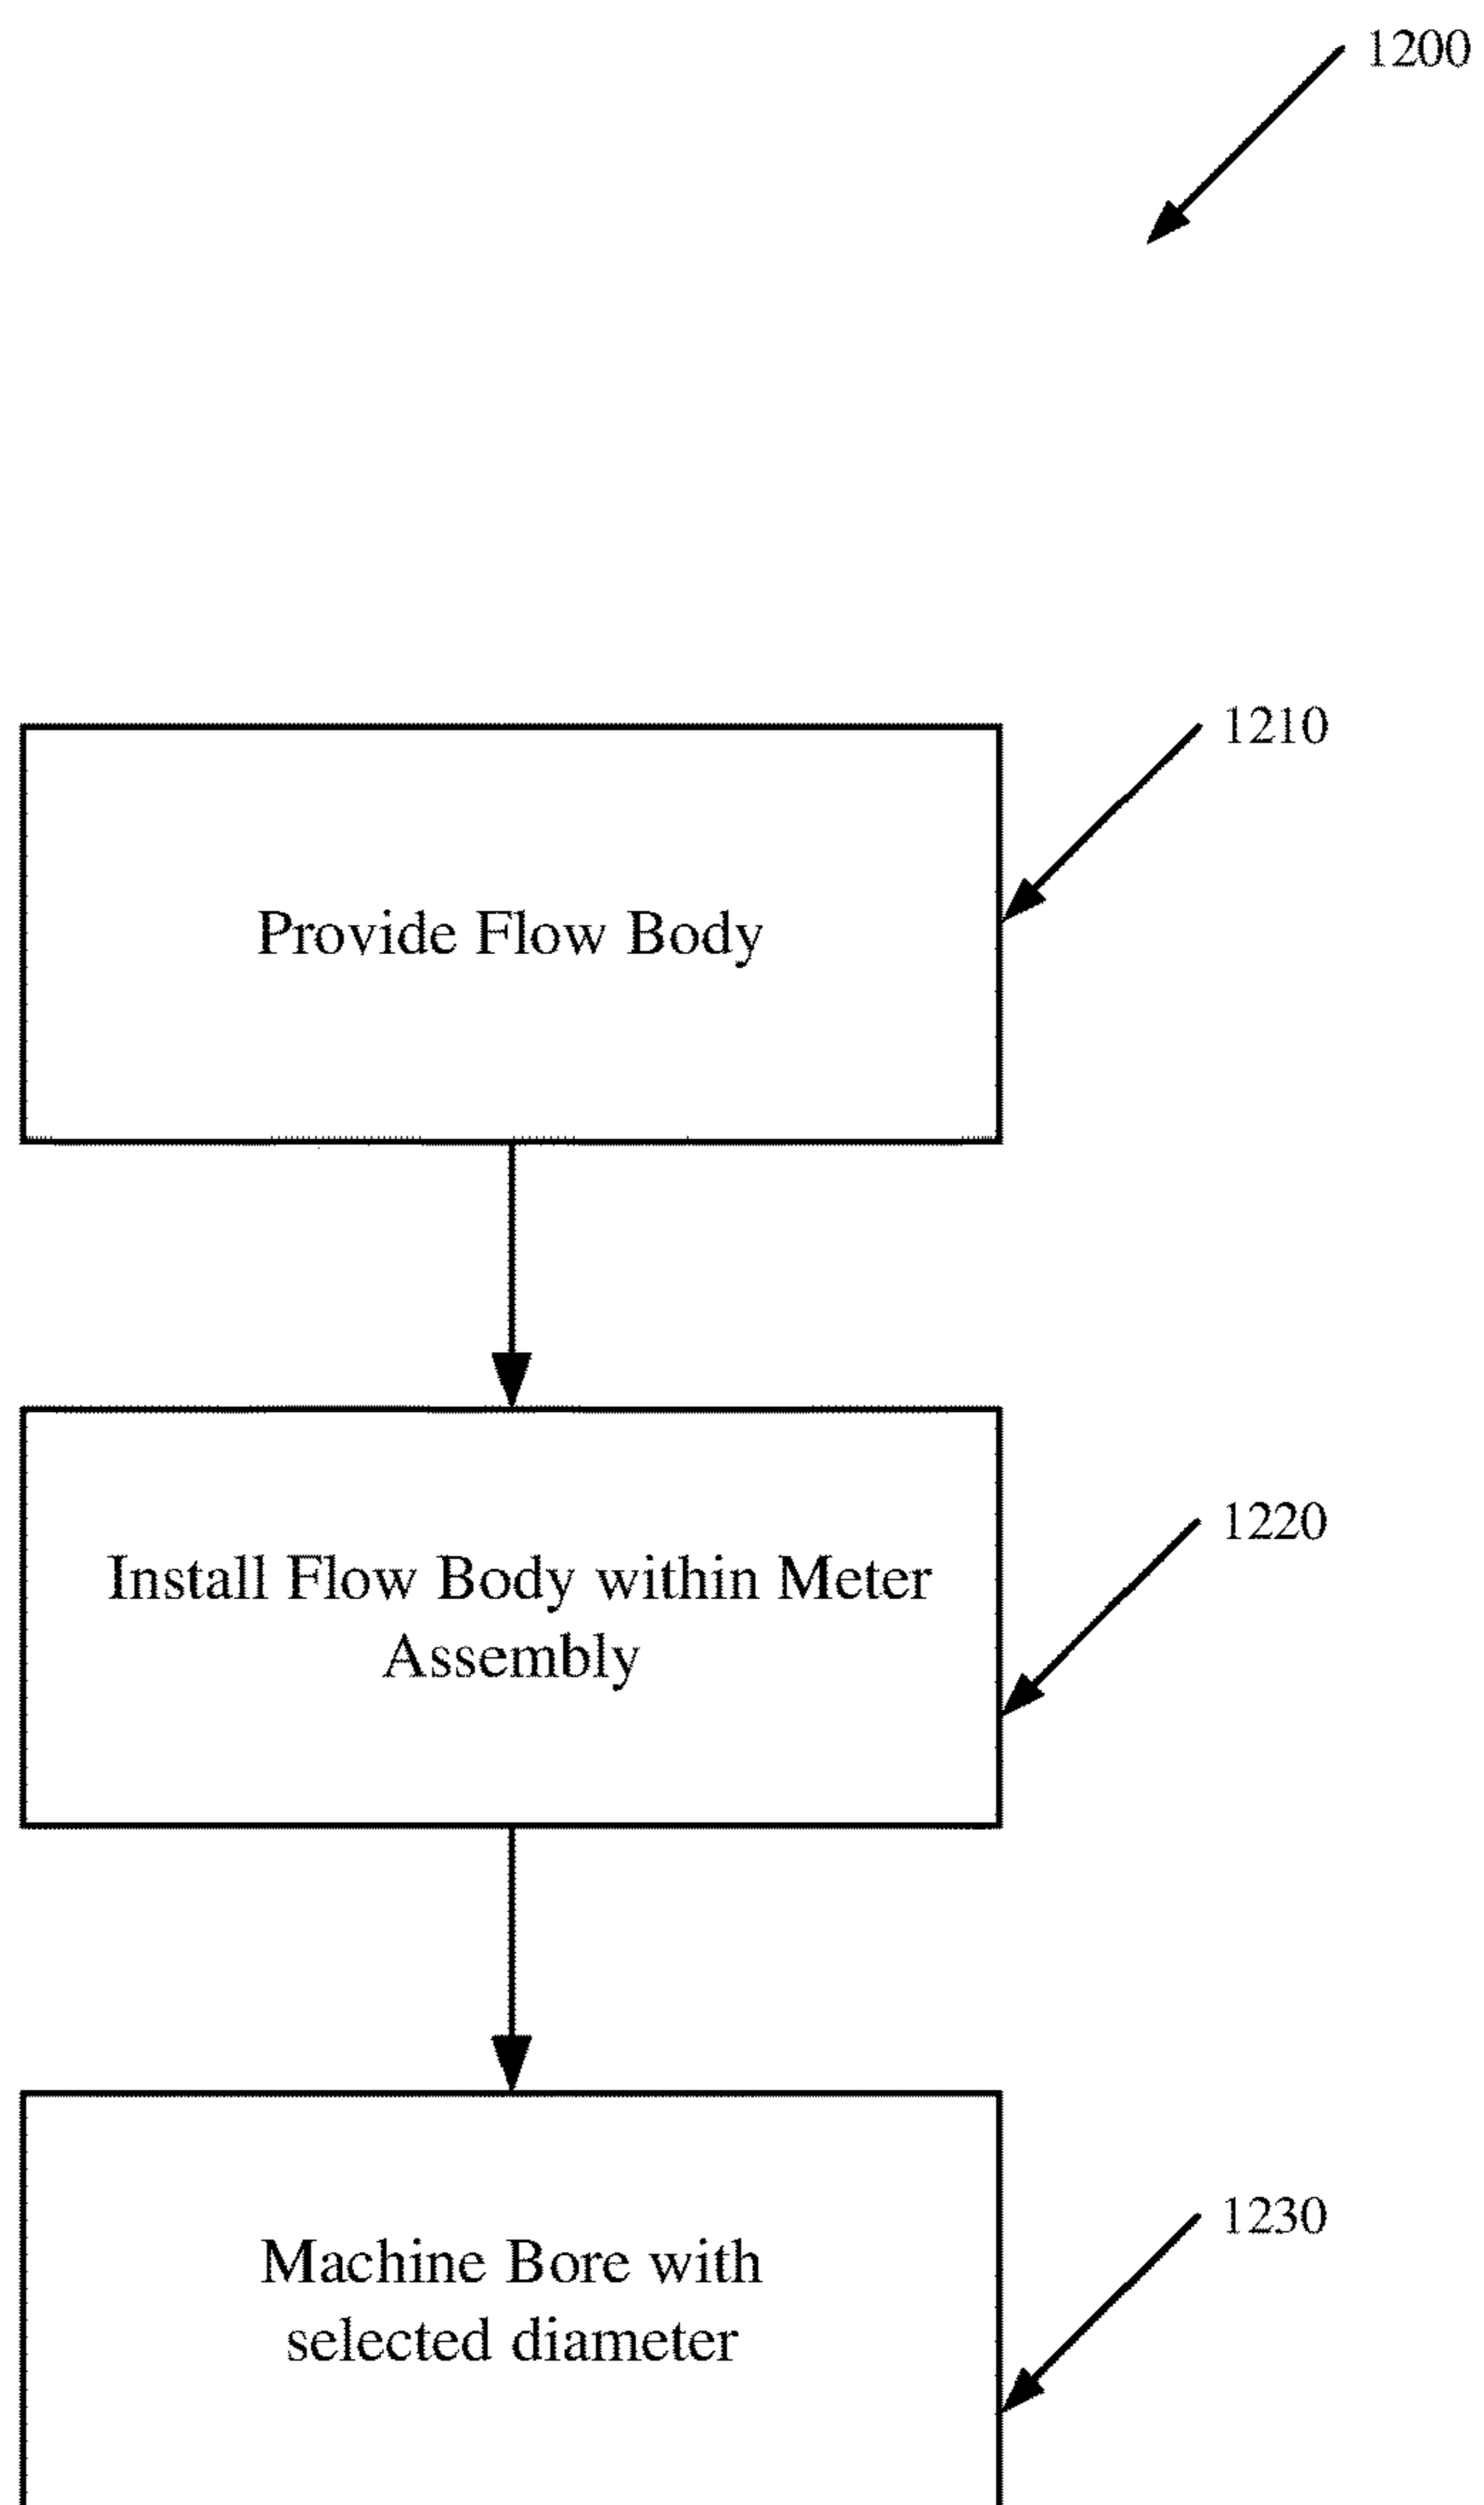 1200
1210
Provide Flow Body
1220
Install Flow Body within Meter
Assembly
1230
Machine Bore with
selected diameter